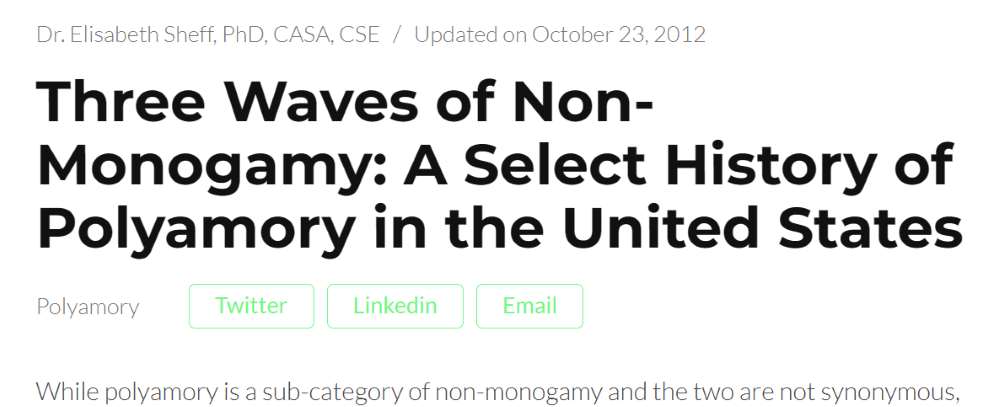 Dr. Elisabeth Sheff, PhD, CASA, CSE / Updated on October 23, 2012
Three Waves of Non-
Monogamy: A Select History of
Polyamory in the United States
Polyamory Twitter Linkedin Email
While polyamory is a sub-category of non-monogamy and the two are not synonymous,